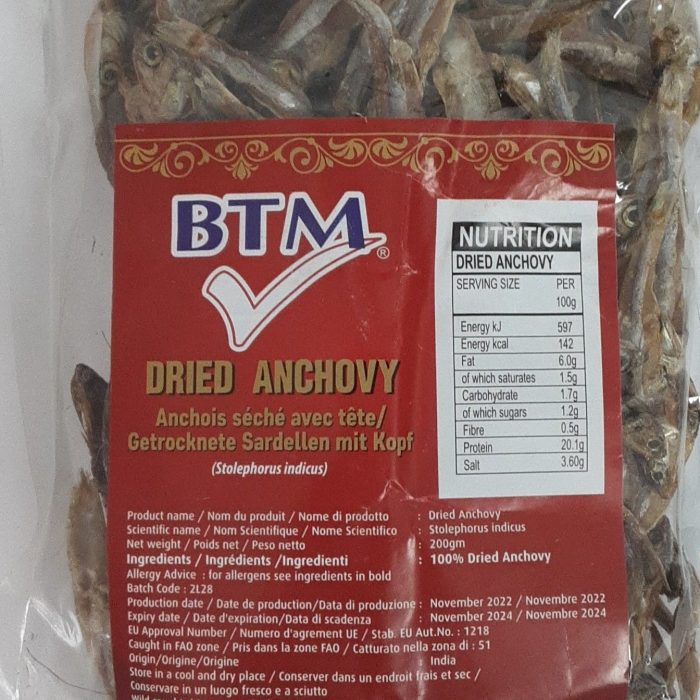 BTM
®
DRIED ANCHOVY
Anchois séché avec tête/
Getrocknete Sardellen mit Kopf
(Stolephorus indicus)
NUTRITION
DRIED ANCHOVY
SERVING SIZE PER
100g
Energy kJ 597
Energy kcal 142
Fat 6.0g
of which saturates 1.5g
Carbohydrate 1.7g
of which sugars 1.2g
Fibre 0.5g
Protein 20.1g
Salt 3.60g
Product name / Nom du produit / Nome di prodotto : Dried Anchovy
Scientific name / Nom Scientifique / Nome Scientifico : Stolephorus indicus
Net weight / Poids net / Peso netto : 200gm
Ingredients / Ingrédients /Ingredienti : 100% Dried Anchovy
Allergy Advice : for allergens see ingredients in bold
Batch Code : 2L28
Production date / Date de production/Data di produzione : November 2022 / Novembre 2022
Expiry date / Date d'expiration/Data di scadenza : November 2024 / Novembre 2024
EU Approval Number / Numero d'agrement UE / Stab. EU Aut.No. : 1218
Caught in FAO zone / Pris dans la zone FAO / Catturato nella zona di : 51
Origin/Origine/Origine : India
Store in a cool and dry place / Conserver dans un endroit frais et sec /
Conservare in un luogo fresco e a sciutto